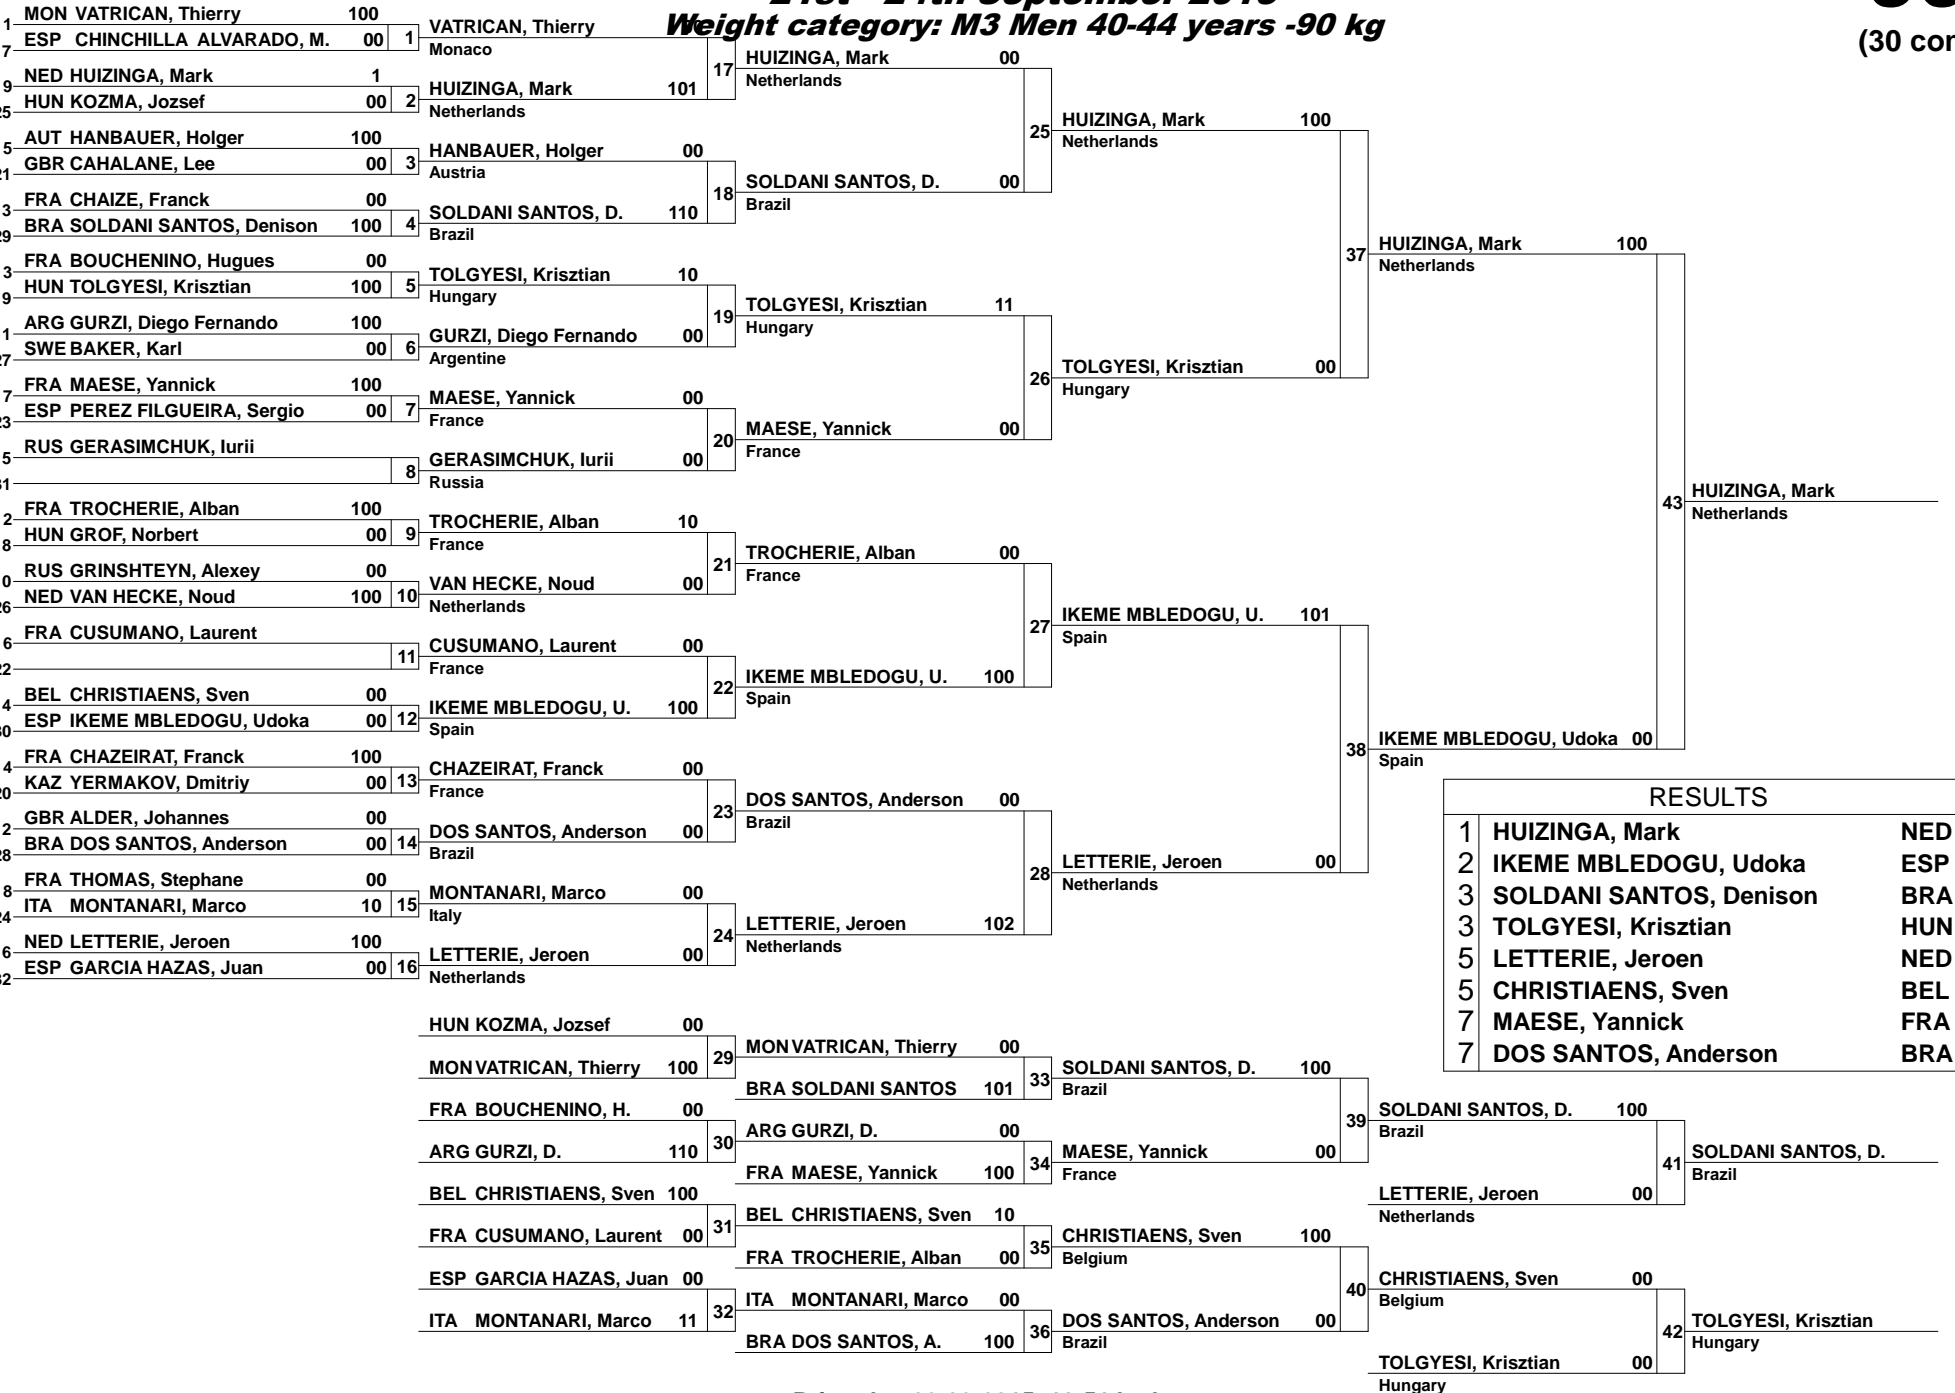 Weight category: M3 Men 40-44 years -90 kg
(30
MON VATRICAN, Thierry 100
ESP CHINCHILLA ALVARADO, M. 00 1
NED HUIZINGA, Mark 1
HUN KOZMA, Jozsef 00 2
AUT HANBAUER, Holger 100
GBR CAHALANE, Lee 00 3
FRA CHAIZE, Franck 00
BRA SOLDANI SANTOS, Denison 100 4
FRA BOUCHENINO, Hugues 00
HUN TOLGYESI, Krisztian 100 5
ARG GURZI, Diego Fernando 100
SWE BAKER, Karl 00 6
FRA MAESE, Yannick 100
ESP PEREZ FILGUEIRA, Sergio 00 7
RUS GERASIMCHUK, Iurii
8
FRA TROCHERIE, Alban 100
HUN GROF, Norbert 00 9
RUS GRINSHTEYN, Alexey 00
NED VAN HECKE, Noud 100 10
FRA CUSUMANO, Laurent
11
BEL CHRISTIAENS, Sven 00
ESP IKEME MBLEDOGU, Udoka 00 12
FRA CHAZEIRAT, Franck 100
KAZ YERMAKOV, Dmitriy 00 13
GBR ALDER, Johannes 00
BRA DOS SANTOS, Anderson 00 14
FRA THOMAS, Stephane 00
ITA MONTANARI, Marco 10 15
NED LETTERIE, Jeroen 100
ESP GARCIA HAZAS, Juan 00 16
VATRICAN, Thierry
Monaco
17
HUIZINGA, Mark 101
Netherlands
HANBAUER, Holger 00
Austria
18
SOLDANI SANTOS, D. 110
Brazil
TOLGYESI, Krisztian 10
Hungary
19
GURZI, Diego Fernando 00
Argentine
MAESE, Yannick 00
France
20
GERASIMCHUK, Iurii 00
Russia
TROCHERIE, Alban 10
France
21
VAN HECKE, Noud 00
Netherlands
CUSUMANO, Laurent 00
France
22
IKEME MBLEDOGU, U. 100
Spain
CHAZEIRAT, Franck 00
France
23
DOS SANTOS, Anderson 00
Brazil
MONTANARI, Marco 00
Italy
24
LETTERIE, Jeroen 00
Netherlands
HUIZINGA, Mark 00
Netherlands
25
SOLDANI SANTOS, D. 00
Brazil
TOLGYESI, Krisztian 11
Hungary
26
MAESE, Yannick 00
France
TROCHERIE, Alban 00
France
27
IKEME MBLEDOGU, U. 100
Spain
DOS SANTOS, Anderson 00
Brazil
28
LETTERIE, Jeroen 102
Netherlands
HUIZINGA, Mark 100
Netherlands
37
TOLGYESI, Krisztian 00
Hungary
IKEME MBLEDOGU, U. 101
Spain
38
LETTERIE, Jeroen 00
Netherlands
HUIZINGA, Mark 100
Netherlands
43
IKEME MBLEDOGU, Udoka 00
Spain
HUIZINGA, Mark
Netherlands
RESULTS
1 HUIZINGA, Mark NED
2 IKEME MBLEDOGU, Udoka ESP
3 SOLDANI SANTOS, Denison BRA
3 TOLGYESI, Krisztian HUN
5 LETTERIE, Jeroen NED
5 CHRISTIAENS, Sven BEL
7 MAESE, Yannick FRA
7 DOS SANTOS, Anderson BRA
HUN KOZMA, Jozsef 00
29
MON VATRICAN, Thierry 100
FRA BOUCHENINO, H. 00
30
ARG GURZI, D. 110
BEL CHRISTIAENS, Sven 100
31
FRA CUSUMANO, Laurent 00
ESP GARCIA HAZAS, Juan 00
32
ITA MONTANARI, Marco 11
MON VATRICAN, Thierry 00
33
BRA SOLDANI SANTOS 101
ARG GURZI, D. 00
34
FRA MAESE, Yannick 100
BEL CHRISTIAENS, Sven 10
35
FRA TROCHERIE, Alban 00
ITA MONTANARI, Marco 00
36
BRA DOS SANTOS, A. 100
SOLDANI SANTOS, D. 100
Brazil
39
MAESE, Yannick 00
France
CHRISTIAENS, Sven 100
Belgium
40
DOS SANTOS, Anderson 00
Brazil
SOLDANI SANTOS, D. 100
Brazil
41
LETTERIE, Jeroen 00
Netherlands
CHRISTIAENS, Sven 00
Belgium
42
TOLGYESI, Krisztian 00
Hungary
SOLDANI SANTOS, D.
Brazil
TOLGYESI, Krisztian
Hungary